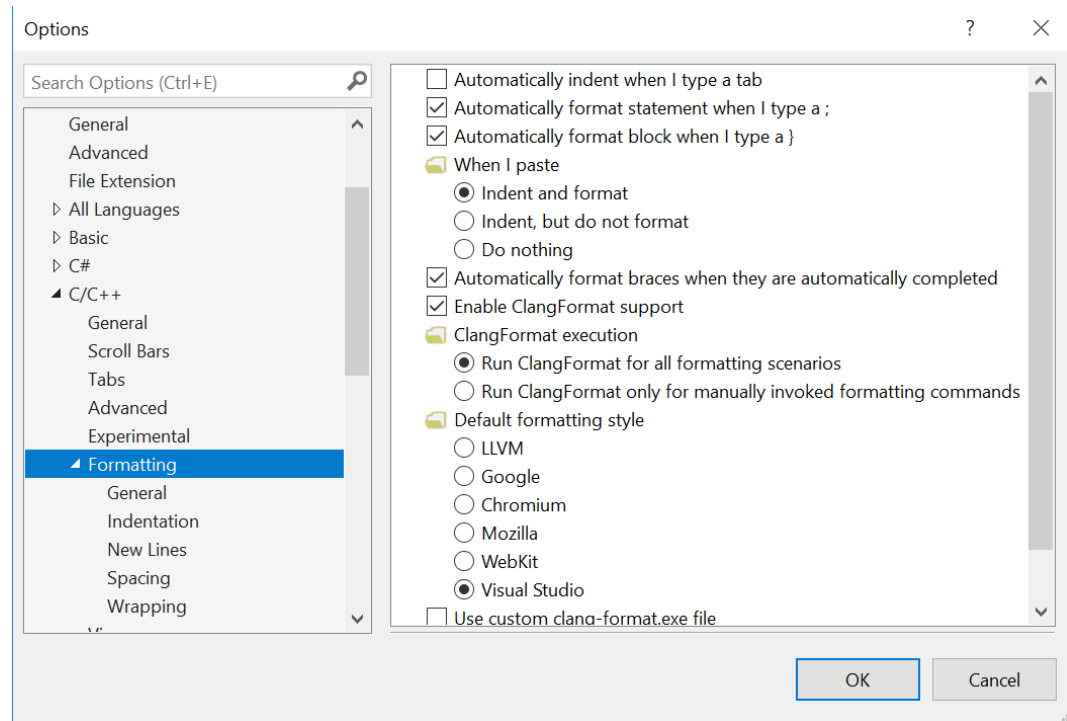 Options
?
Search Options (Ctrl+E)
General
Advanced
File Extension
All Languages
Basic
C#
C/C++
General
Scroll Bars
Tabs
Advanced
Experimental
Formatting
General
Indentation
New Lines
Spacing
Wrapping
Automatically indent when I type a tab
Automatically format statement when I type a ;
Automatically format block when I type a }
When I paste
Indent and format
Indent, but do not format
Do nothing
Automatically format braces when they are automatically completed
Enable ClangFormat support
ClangFormat execution
Run ClangFormat for all formatting scenarios
Run ClangFormat only for manually invoked formatting commands
Default formatting style
LLVM
Google
Chromium
Mozilla
WebKit
Visual Studio
Use custom clang-format.exe file
OK
Cancel